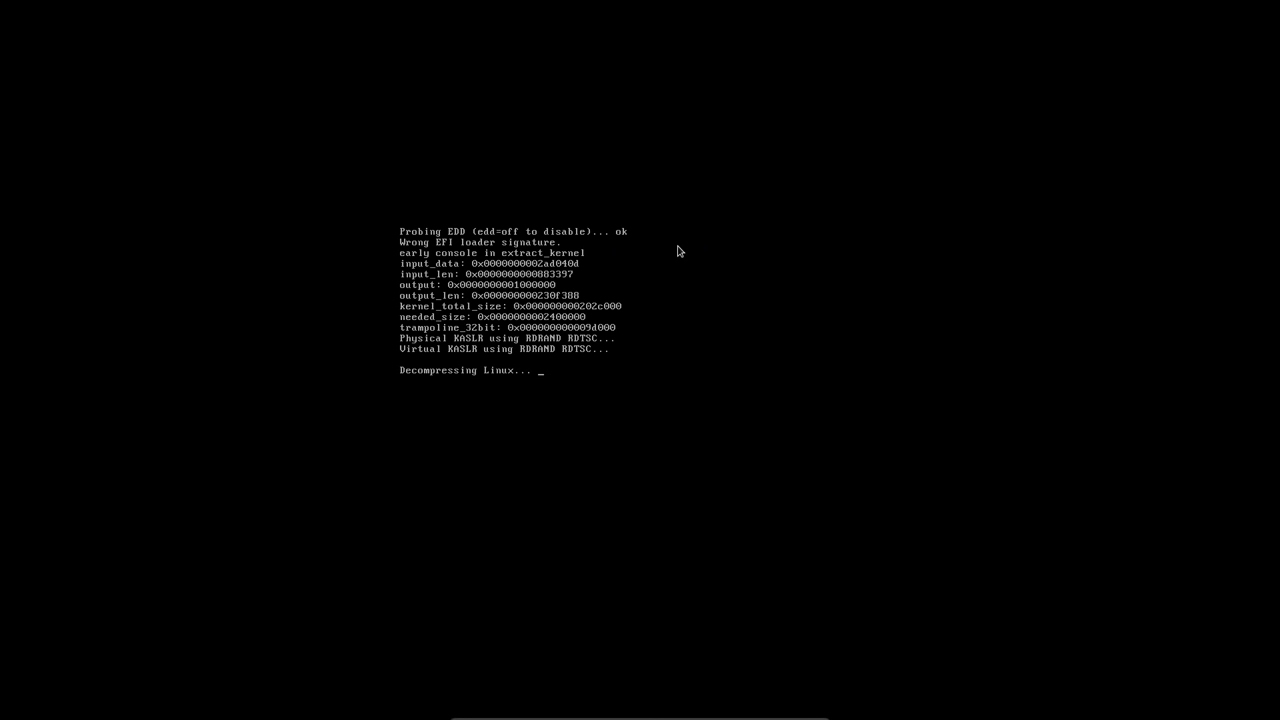 Probing EDD (edd=off to disable)... ok
Wrong EFI loader signature.
early console in extract_kernel
input_data: 0x0000000002ad040d
input_len: 0x0000000000883397
output: 0x0000000001000000
output_len: 0x000000000230f388
kernel_total_size: 0x000000000202c000
needed_size: 0x0000000002400000
trampoline_32bit: 0x000000000009d000
Physical KASLR using RDRAND RDTSC...
Virtual KASLR using RDRAND RDTSC...
Decompressing Linux... _